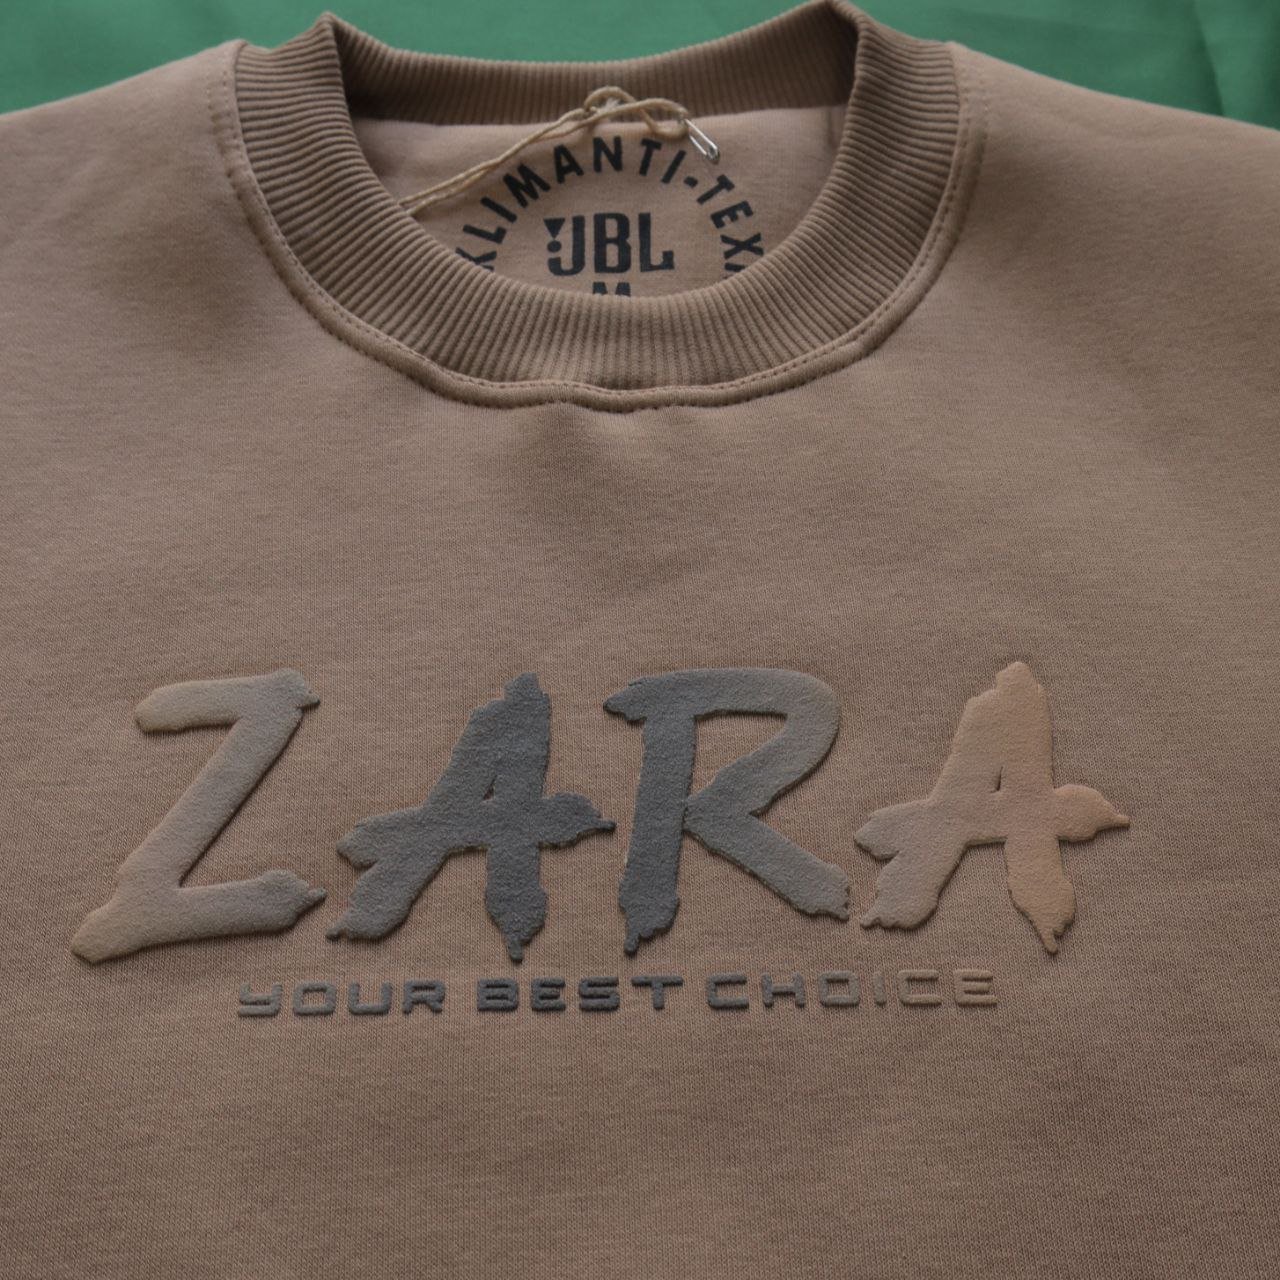 KLIMANTI-TEX
JBL
M
ZARA
YOUR BEST CHOICE